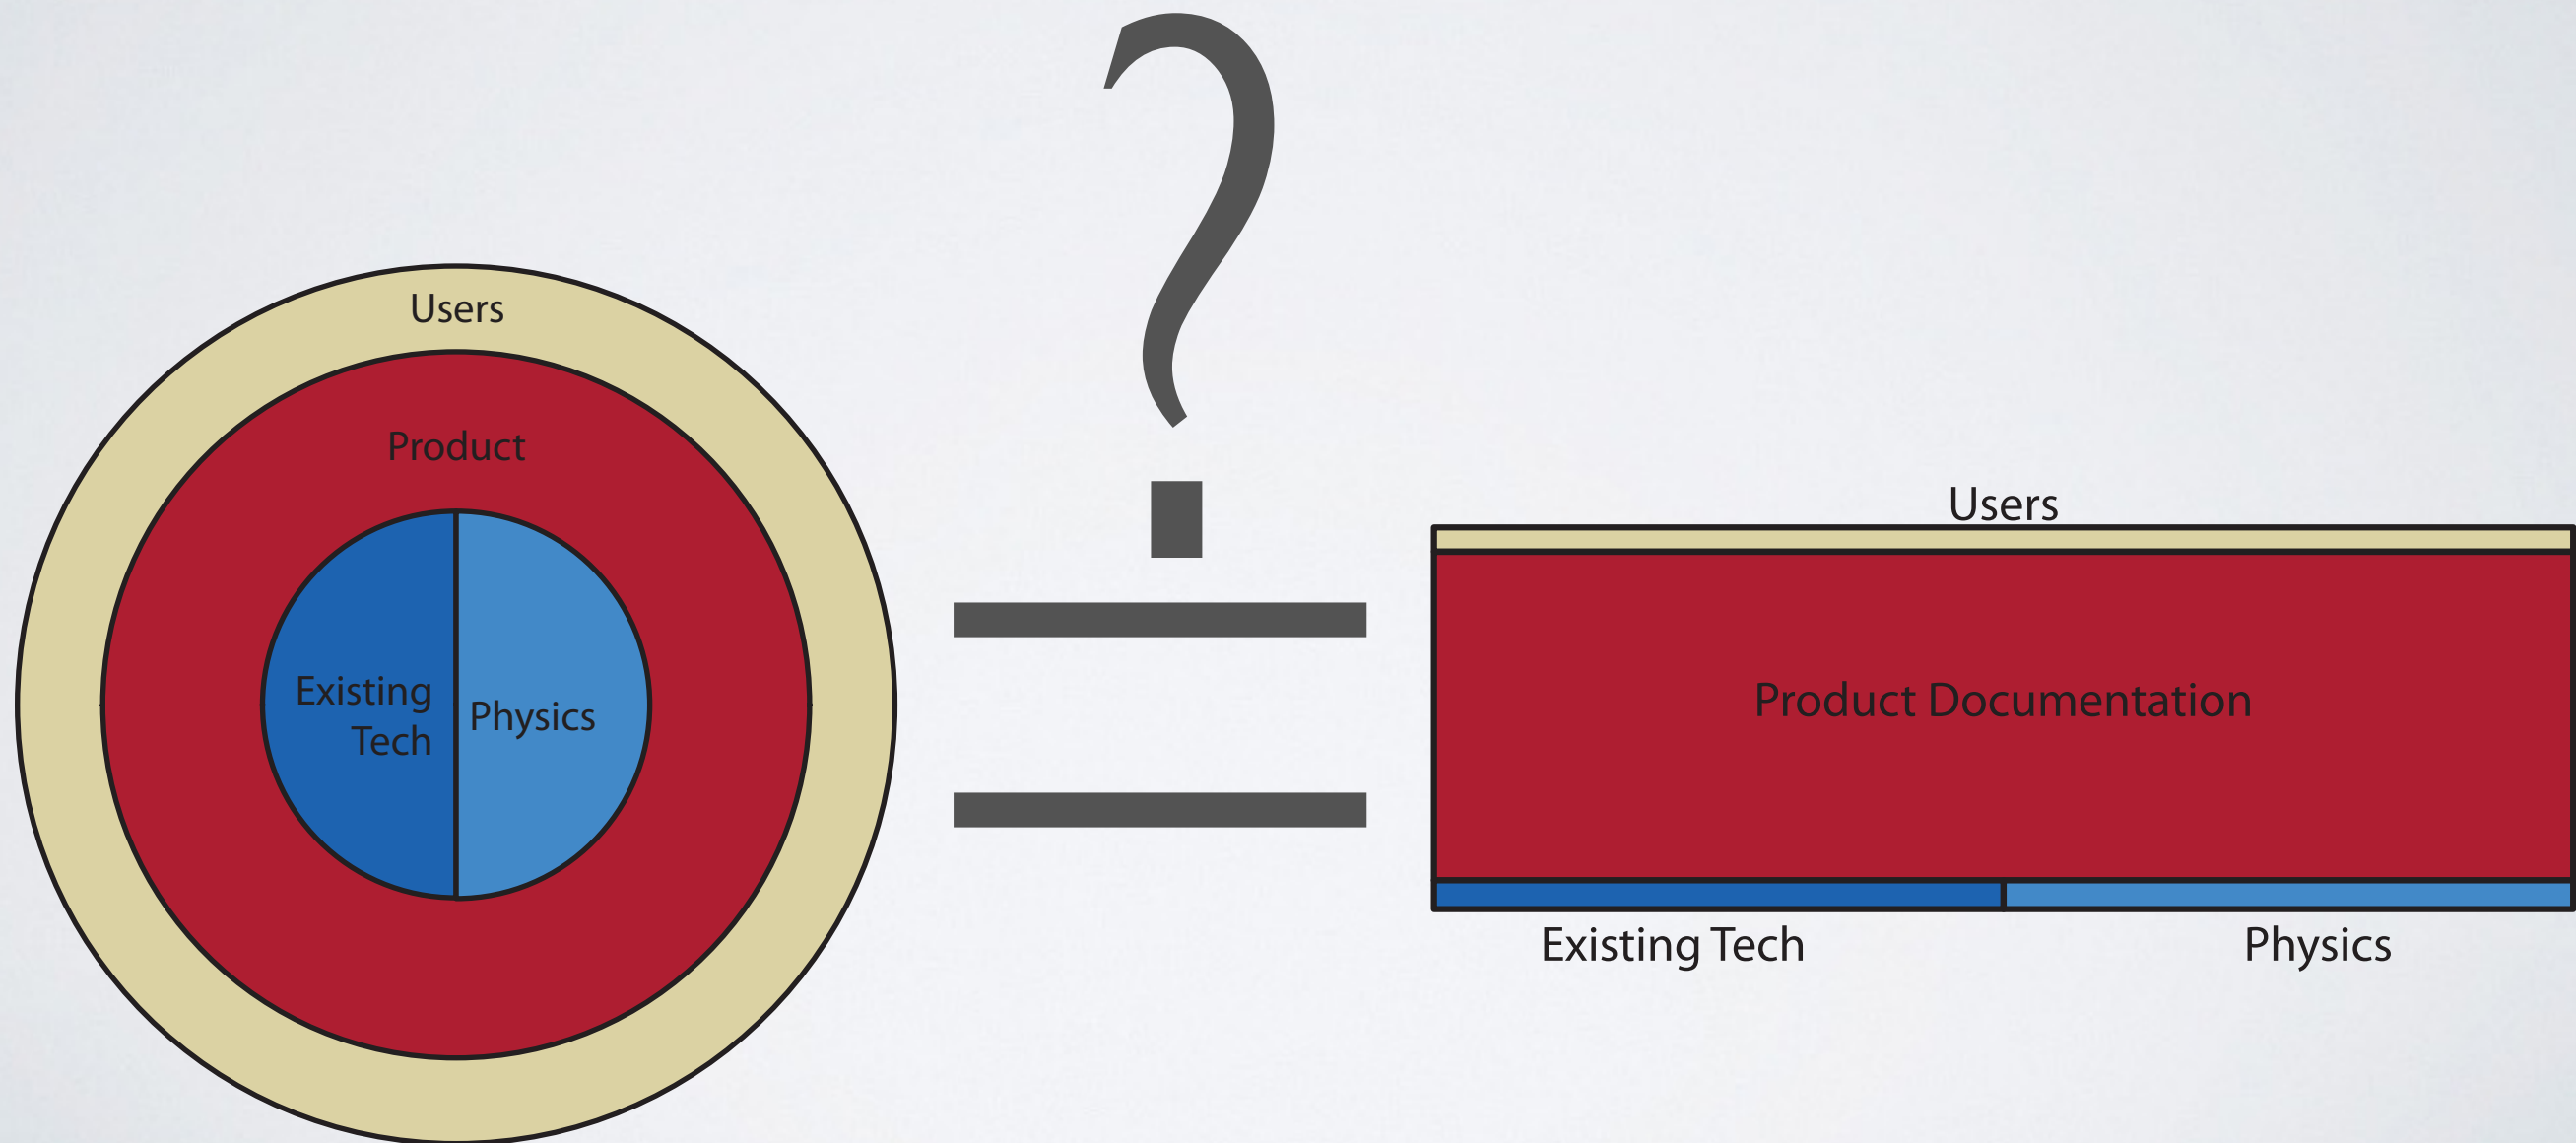 Users
Product
Existing
Tech
Physics
?
=
Users
Product Documentation
Existing Tech
Physics